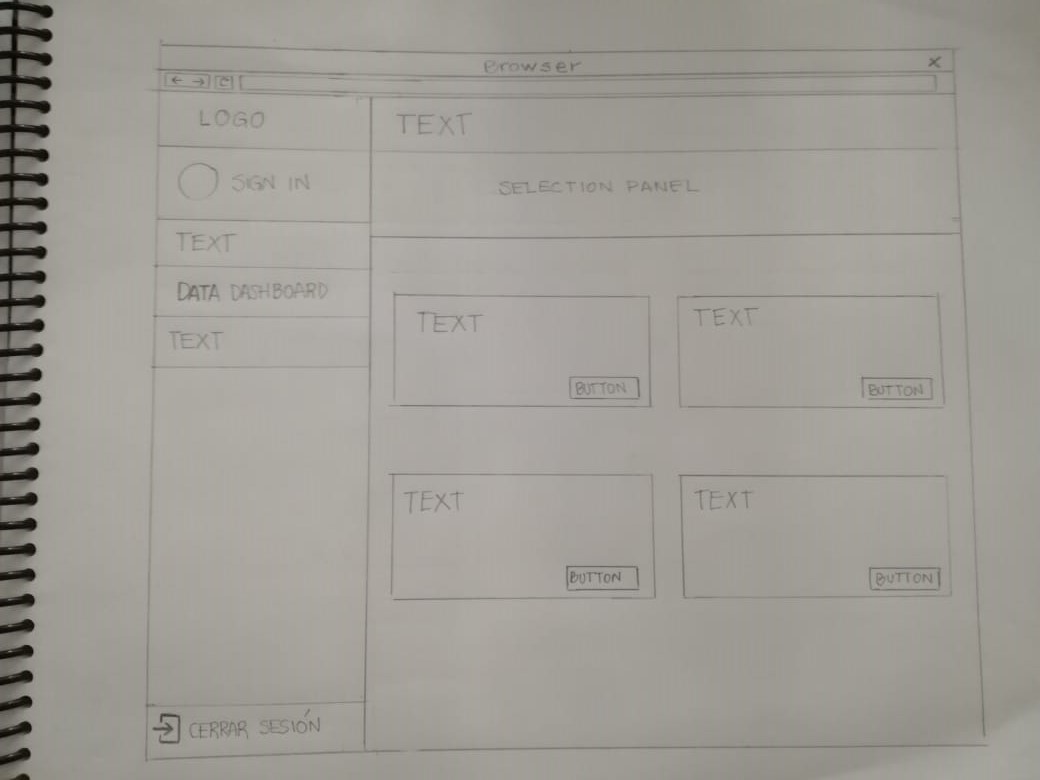 Browser
LOGO
SIGN IN
TEXT
DATA DASHBOARD
TEXT
CERRAR SESIÓN
TEXT
SELECTION PANEL
TEXT
BUTTON
TEXT
BUTTON
TEXT
BUTTON
TEXT
BUTTON